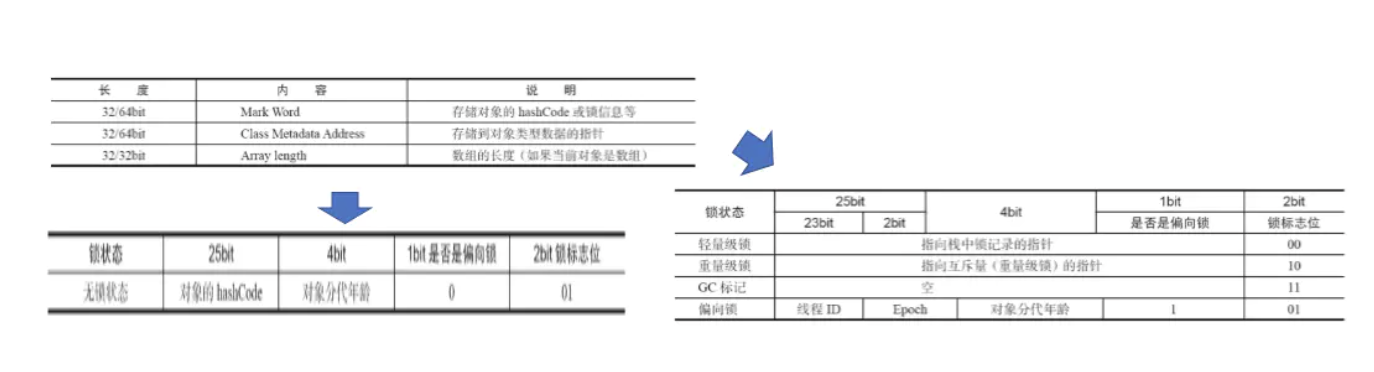 长 度 内 容 说 明
32/64bit Mark Word 存储对象的 hashCode 或锁信息等
32/64bit Class Metadata Address 存储到对象类型数据的指针
32/32bit Array length 数组的长度（如果当前对象是数组）
锁状态 25bit 4bit 1bit 是否是偏向锁 2bit 锁标志位
无锁状态 对象的 hashCode 对象分代年龄 0 01
锁状态 25bit 4bit 1bit 2bit
23bit 2bit 是否是偏向锁 锁标志位
轻量级锁 指向栈中锁记录的指针 00
重量级锁 指向互斥量（重量级锁）的指针 10
GC 标记 空 11
偏向锁 线程 ID Epoch 对象分代年龄 1 01